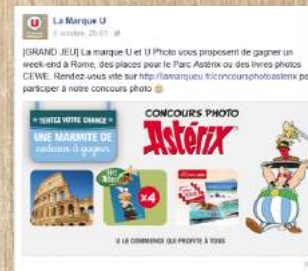 La Marque U
5 octobre, 20:01 ·
[GRAND JEU] La marque U et U Photo vous proposent de gagner un
week-end à Rome, des places pour le Parc Astérix ou des livres photos
CEWE. Rendez-vous vite sur http://lamarqueu.fr/concoursphotoasterix po
participer à notre concours photo
CONCOURS PHOTO
Astérix
• TENTEZ VOTRE CHANCE •
UNE MARMITE DE
cadeaux à gagner
x4
U LE COMMERCE QUI PROFITE À TOUS